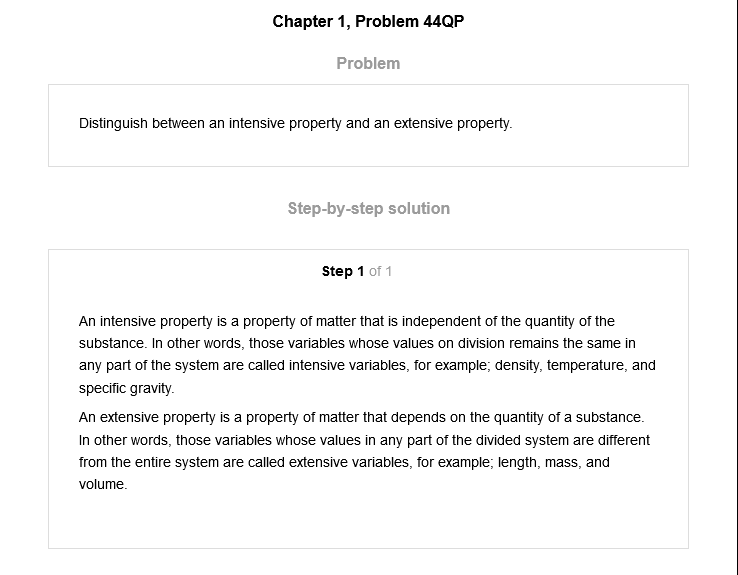 Chapter 1, Problem 44QP
Problem
Distinguish between an intensive property and an extensive property.
Step-by-step solution
Step 1 of 1
An intensive property is a property of matter that is independent of the quantity of the
substance. In other words, those variables whose values on division remains the same in
any part of the system are called intensive variables, for example; density, temperature, and
specific gravity.
An extensive property is a property of matter that depends on the quantity of a substance.
In other words, those variables whose values in any part of the divided system are different
from the entire system are called extensive variables, for example; length, mass, and
volume.